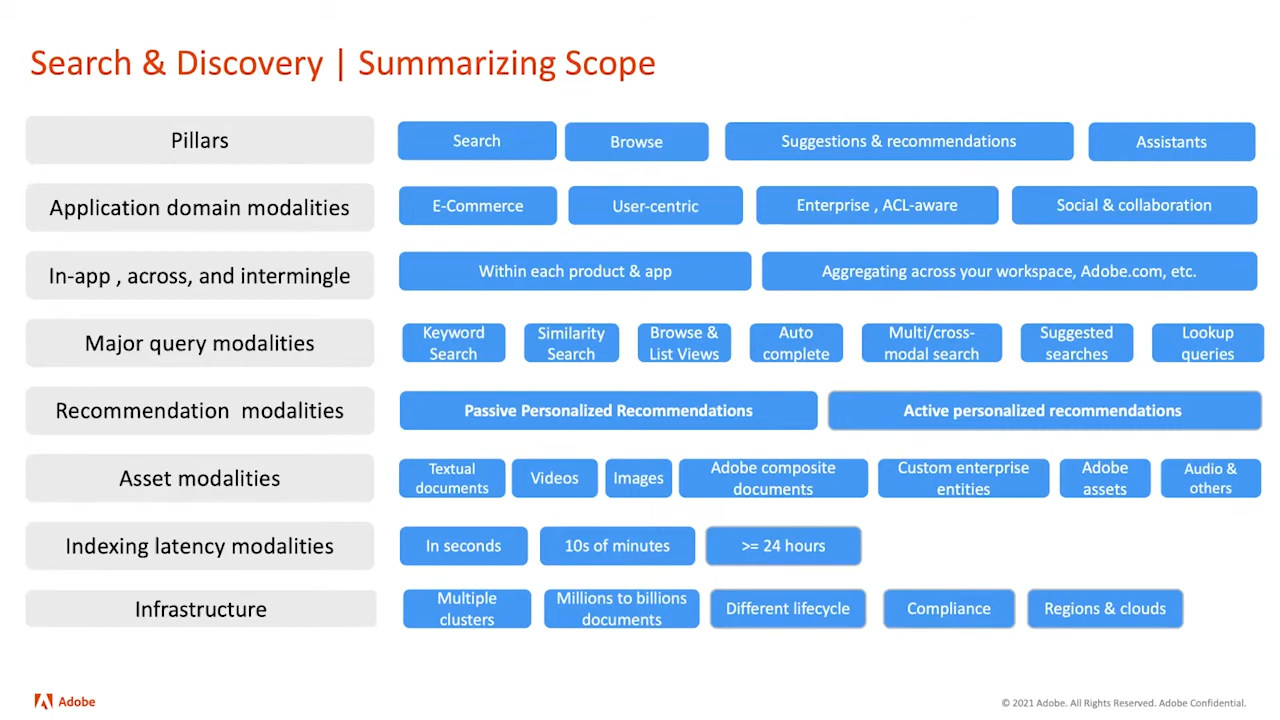 Search & Discovery | Summarizing Scope
Pillars
Search
Browse
Suggestions & recommendations
Assistants
Application domain modalities
E-Commerce
User-centric
Enterprise , ACL-aware
Social & collaboration
In-app , across, and intermingle
Within each product & app
Aggregating across your workspace, Adobe.com, etc.
Major query modalities
Keyword
Search
Similarity
Search
Browse &
List Views
Auto
complete
Multi/cross-
modal search
Suggested
searches
Lookup
queries
Recommendation  modalities
Passive Personalized Recommendations
Active personalized recommendations
Asset modalities
Textual
documents
Videos
Images
Adobe composite
documents
Custom enterprise
entities
Adobe
assets
Audio &
others
Indexing latency modalities
In seconds
10s of minutes
>= 24 hours
Infrastructure
Multiple
clusters
Millions to billions
documents
Different lifecycle
Compliance
Regions & clouds
Adobe
© 2021 Adobe. All Rights Reserved. Adobe Confidential.